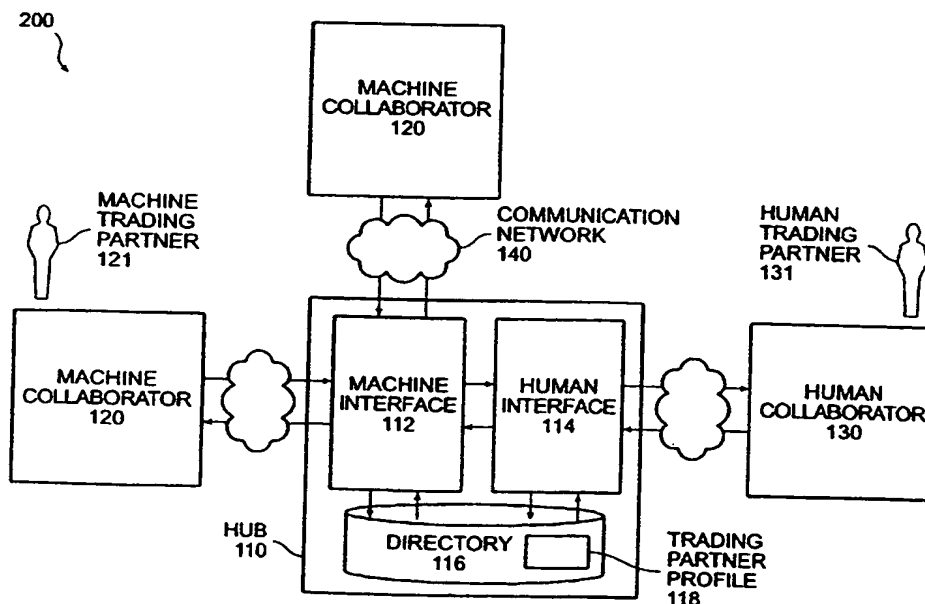 200
MACHINE
COLLABORATOR
120
MACHINE
TRADING
PARTNER
121
COMMUNICATION
NETWORK
140
HUMAN
TRADING
PARTNER
131
MACHINE
COLLABORATOR
120
MACHINE
INTERFACE
112
HUMAN
INTERFACE
114
HUMAN
COLLABORATOR
130
HUB
110
DIRECTORY
116
TRADING
PARTNER
PROFILE
118